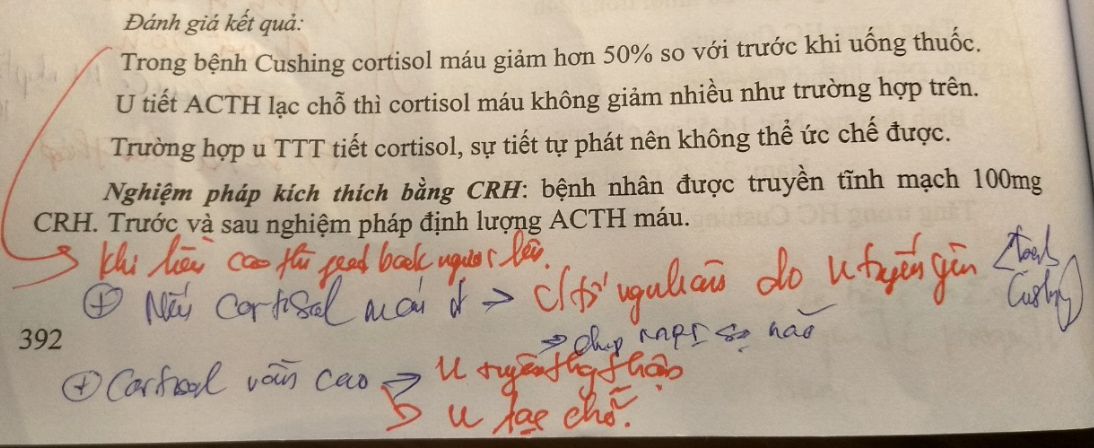 Đánh giá kết quả:
Trong bệnh Cushing cortisol máu giảm hơn 50% so với trước khi uống thuốc.
U tiết ACTH lạc chỗ thì cortisol máu không giảm nhiều như trường hợp trên.
Trường hợp u TTT tiết cortisol, sự tiết tự phát nên không thể ức chế được.
Nghiệm pháp kích thích bằng CRH: bệnh nhân được truyền tĩnh mạch 100mg
CRH. Trước và sau nghiệm pháp định lượng ACTH máu.
Khi liều cao thì feed back ngược lên.
+ Nếu Cortisol máu ↓ → nguyên nhân do u tuyến yên
→ chụp MRI sọ não
392
+ Cortisol vẫn cao → U tuyến thg thận
u lạc chỗ.